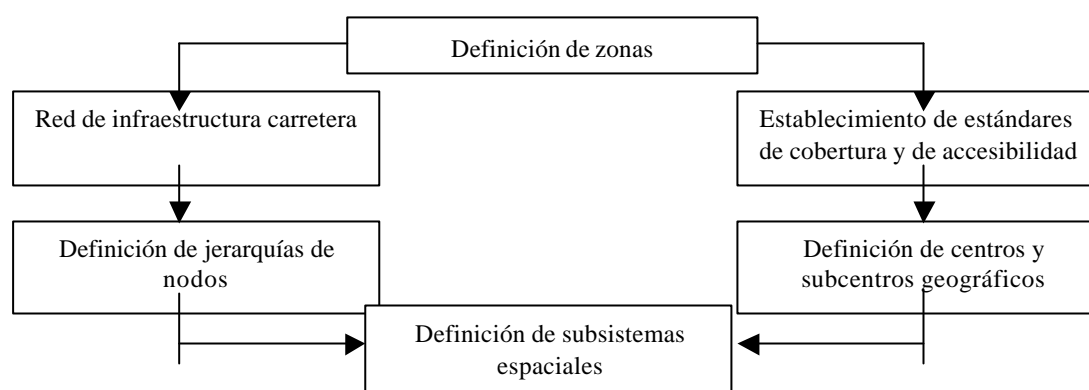 Definición de zonas
Red de infraestructura carretera
Establecimiento de estándares
de cobertura y de accesibilidad
Definición de jerarquías de
nodos
Definición de centros y
subcentros geográficos
Definición de subsistemas
espaciales